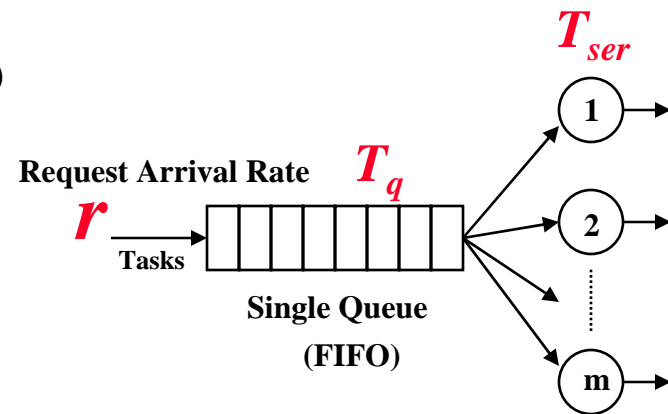 T_ser
)
1
Request Arrival Rate
T_q
r
2
Tasks
Single Queue
(FIFO)
m